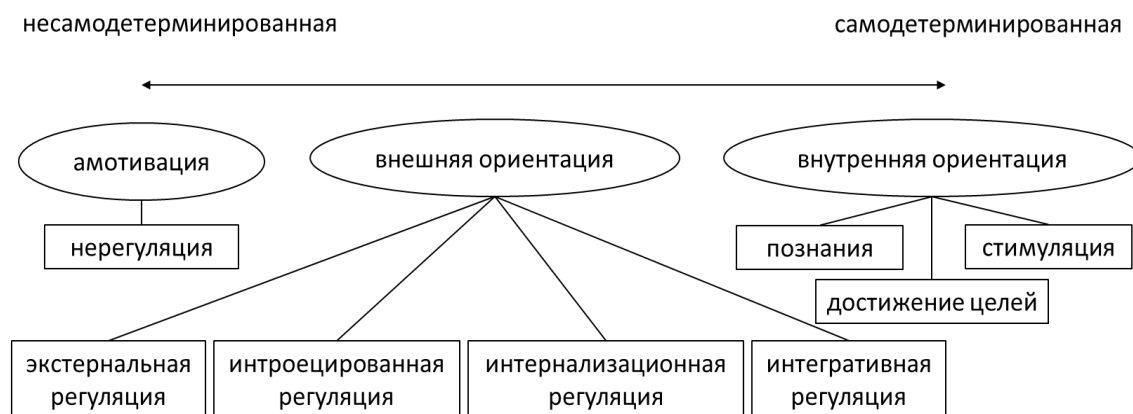 несамодетерминированная
самодетерминированная
амотивация
внешняя ориентация
внутренняя ориентация
нерегуляция
познания
стимуляция
достижение целей
экстернальная
регуляция
интроецированная
регуляция
интернализационная
регуляция
интегративная
регуляция